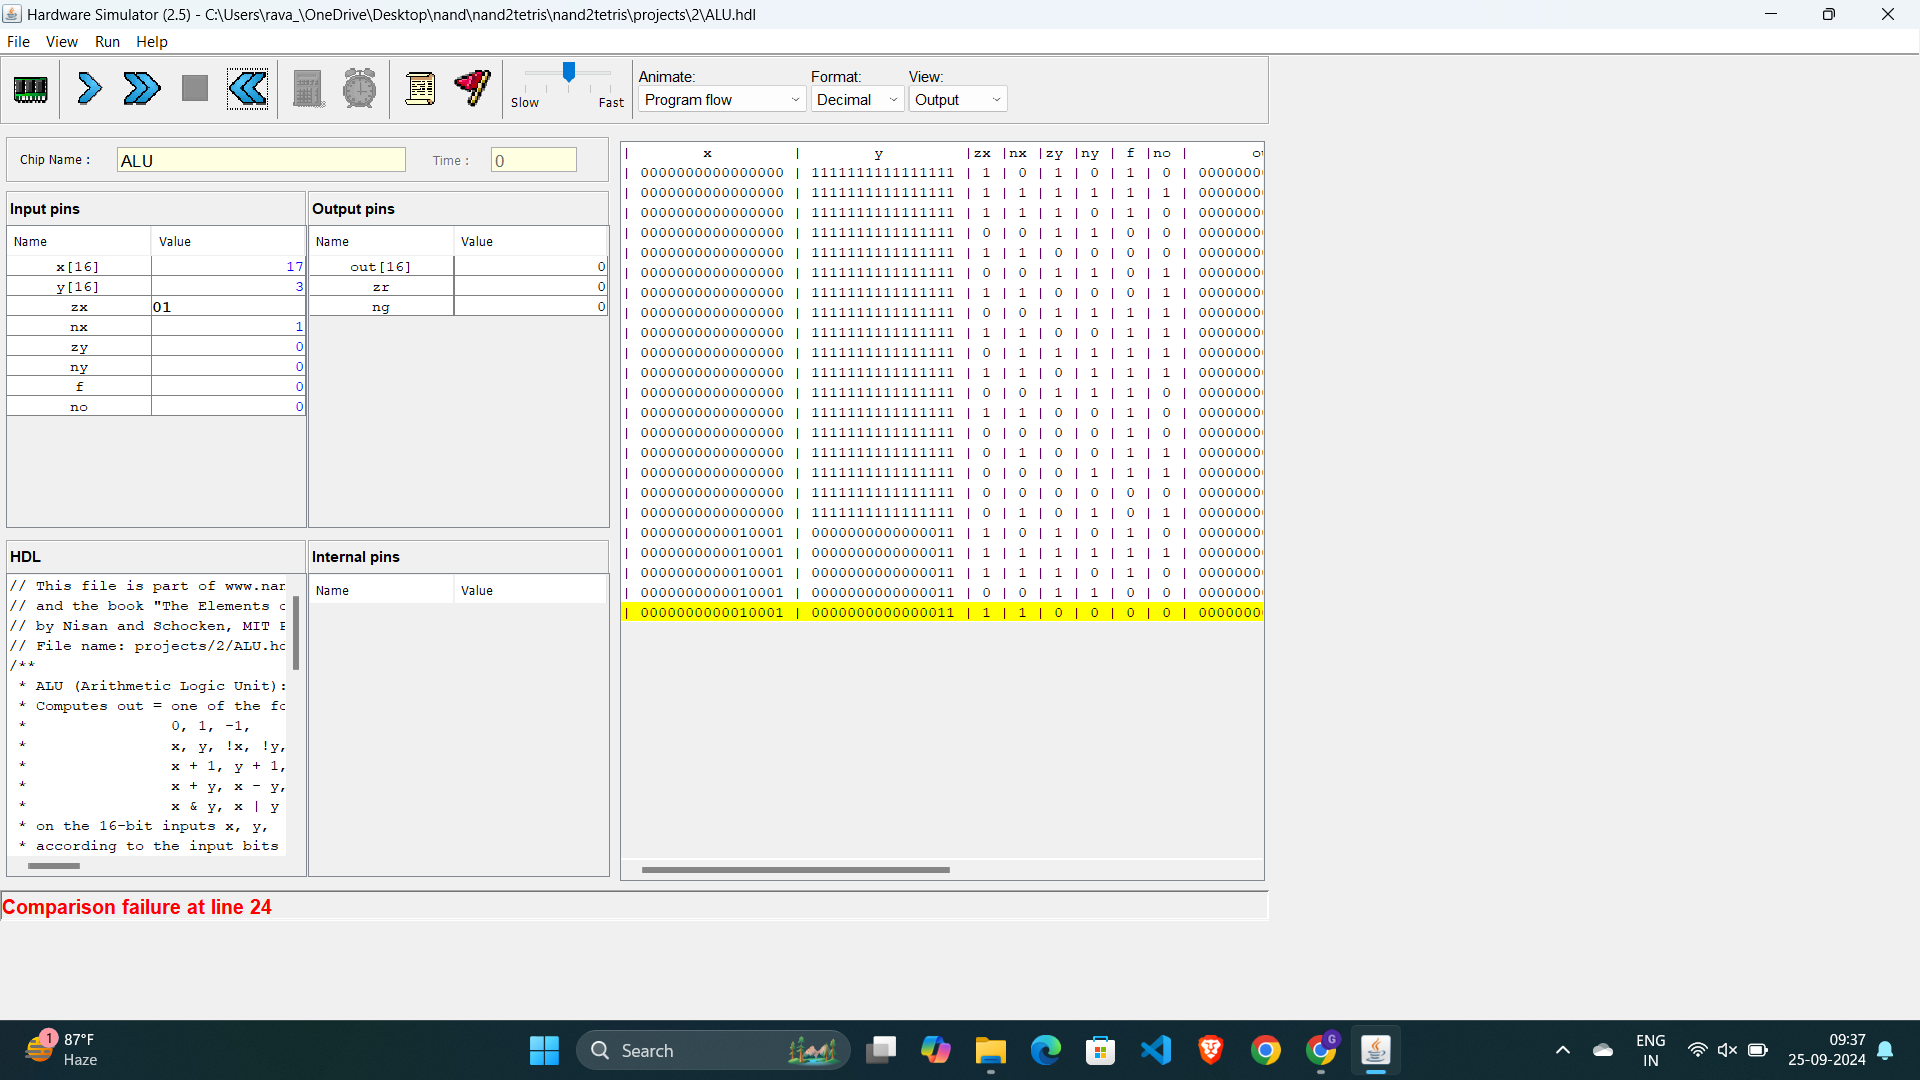 Hardware Simulator (2.5) - C:\Users\rava_\OneDrive\Desktop\nand\nand2tetris\nand2tetris\projects\2\ALU.hdl
File View Run Help
Slow Fast
Animate: Format: View:
Program flow Decimal Output
Chip Name : ALU Time : 0
Input pins
Name Value
x[16] 17
y[16] 3
zx 01
nx 1
zy 0
ny 0
f 0
no 0
Output pins
Name Value
out[16] 0
zr 0
ng 0
HDL
// This file is part of www.nan
// and the book "The Elements o
// by Nisan and Schocken, MIT P
// File name: projects/2/ALU.hd
/**
* ALU (Arithmetic Logic Unit):
* Computes out = one of the fo
* 0, 1, -1,
* x, y, !x, !y,
* x + 1, y + 1,
* x + y, x - y,
* x & y, x | y
* on the 16-bit inputs x, y,
* according to the input bits
Internal pins
Name Value
| x | y |zx |nx |zy |ny | f |no | ou
| 0000000000000000 | 1111111111111111 | 1 | 0 | 1 | 0 | 1 | 0 | 0000000
| 0000000000000000 | 1111111111111111 | 1 | 1 | 1 | 1 | 1 | 1 | 0000000
| 0000000000000000 | 1111111111111111 | 1 | 1 | 1 | 0 | 1 | 0 | 0000000
| 0000000000000000 | 1111111111111111 | 0 | 0 | 1 | 1 | 0 | 0 | 0000000
| 0000000000000000 | 1111111111111111 | 1 | 1 | 0 | 0 | 0 | 0 | 0000000
| 0000000000000000 | 1111111111111111 | 0 | 0 | 1 | 1 | 0 | 1 | 0000000
| 0000000000000000 | 1111111111111111 | 1 | 1 | 0 | 0 | 0 | 1 | 0000000
| 0000000000000000 | 1111111111111111 | 0 | 0 | 1 | 1 | 1 | 1 | 0000000
| 0000000000000000 | 1111111111111111 | 1 | 1 | 0 | 0 | 1 | 1 | 0000000
| 0000000000000000 | 1111111111111111 | 0 | 1 | 1 | 1 | 1 | 1 | 0000000
| 0000000000000000 | 1111111111111111 | 1 | 1 | 0 | 1 | 1 | 1 | 0000000
| 0000000000000000 | 1111111111111111 | 0 | 0 | 1 | 1 | 1 | 0 | 0000000
| 0000000000000000 | 1111111111111111 | 1 | 1 | 0 | 0 | 1 | 0 | 0000000
| 0000000000000000 | 1111111111111111 | 0 | 0 | 0 | 0 | 1 | 0 | 0000000
| 0000000000000000 | 1111111111111111 | 0 | 1 | 0 | 0 | 1 | 1 | 0000000
| 0000000000000000 | 1111111111111111 | 0 | 0 | 0 | 1 | 1 | 1 | 0000000
| 0000000000000000 | 1111111111111111 | 0 | 0 | 0 | 0 | 0 | 0 | 0000000
| 0000000000000000 | 1111111111111111 | 0 | 1 | 0 | 1 | 0 | 1 | 0000000
| 0000000000010001 | 0000000000000011 | 1 | 0 | 1 | 0 | 1 | 0 | 0000000
| 0000000000010001 | 0000000000000011 | 1 | 1 | 1 | 1 | 1 | 1 | 0000000
| 0000000000010001 | 0000000000000011 | 1 | 1 | 1 | 0 | 1 | 0 | 0000000
| 0000000000010001 | 0000000000000011 | 0 | 0 | 1 | 1 | 0 | 0 | 0000000
| 0000000000010001 | 0000000000000011 | 1 | 1 | 0 | 0 | 0 | 0 | 0000000
Comparison failure at line 24
1
87°F
Haze
Search
G
ENG
IN
09:37
25-09-2024